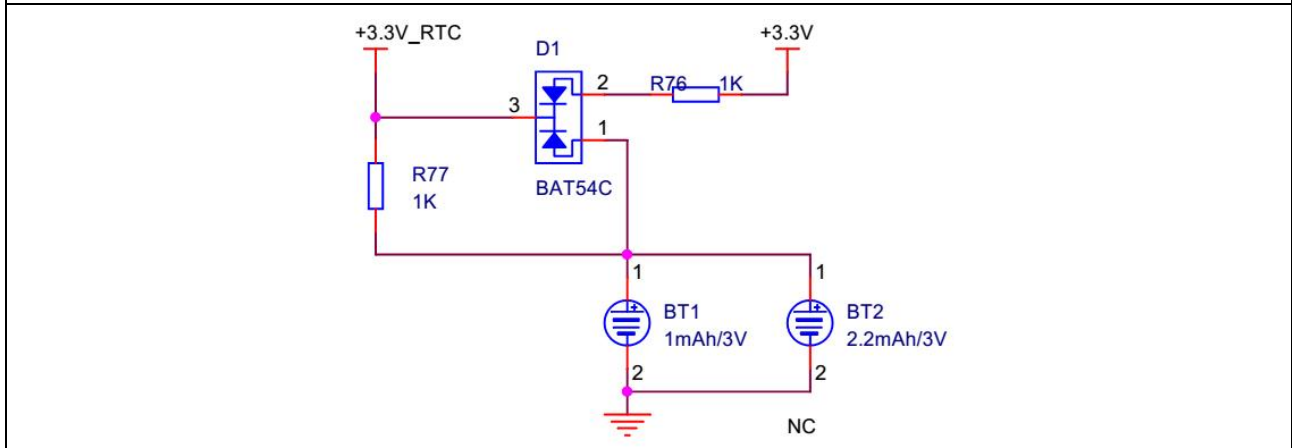 +3.3V_RTC
D1
+3.3V
2
R76
1K
3
1
R77
1K
BAT54C
1
1
BT1
1mAh/3V
BT2
2.2mAh/3V
2
2
NC